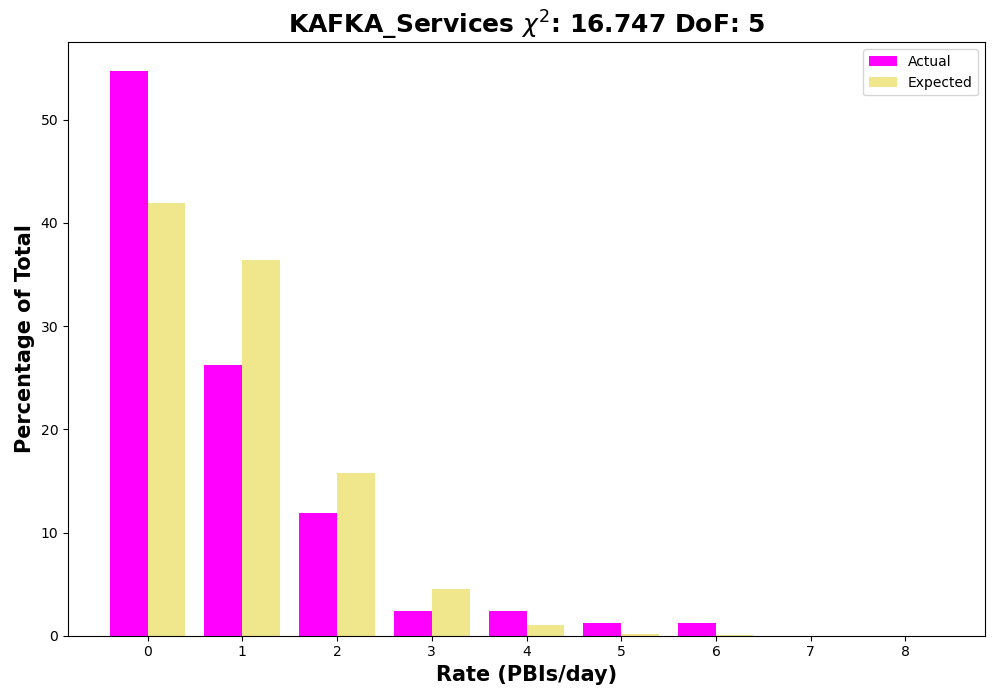 KAFKA_Services χ²: 16.747 DoF: 5
Actual
Expected
Percentage of Total
50
40
30
20
10
0
0 1 2 3 4 5 6 7 8
Rate (PBIs/day)